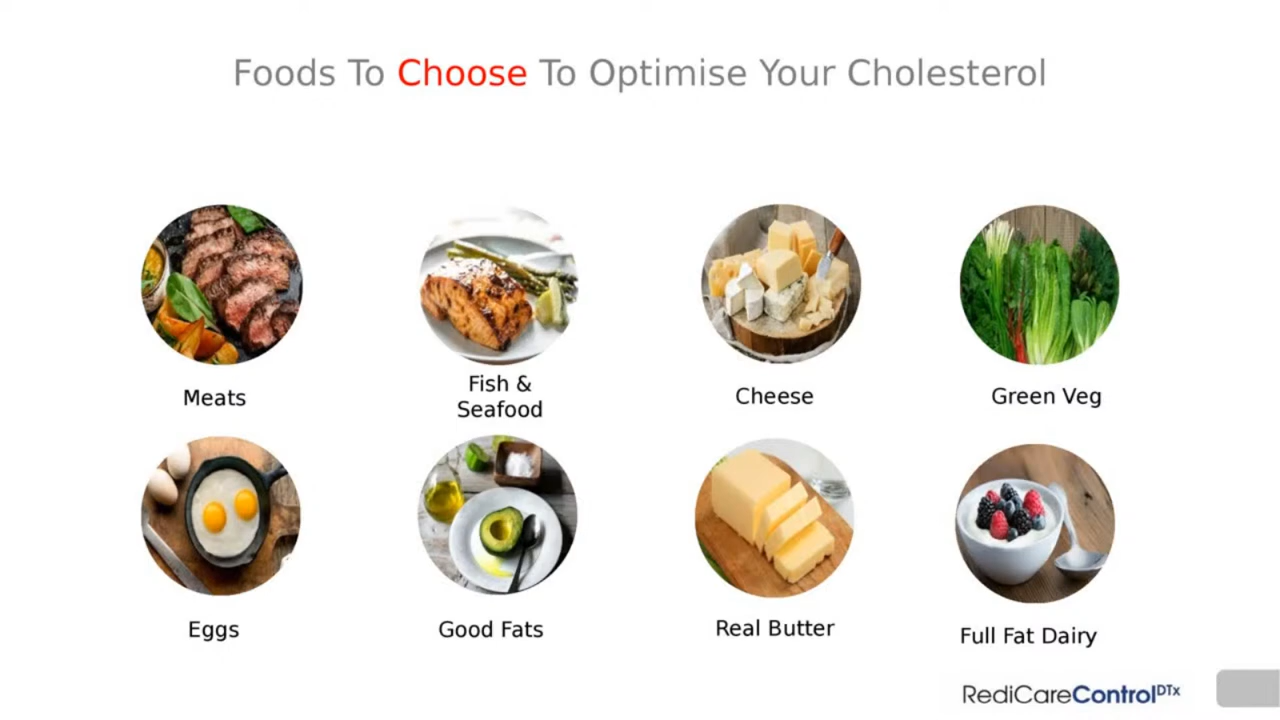 Foods To Choose To Optimise Your Cholesterol
Meats
Fish &
Seafood
Cheese
Green Veg
Eggs
Good Fats
Real Butter
Full Fat Dairy
RediCareControlDTx